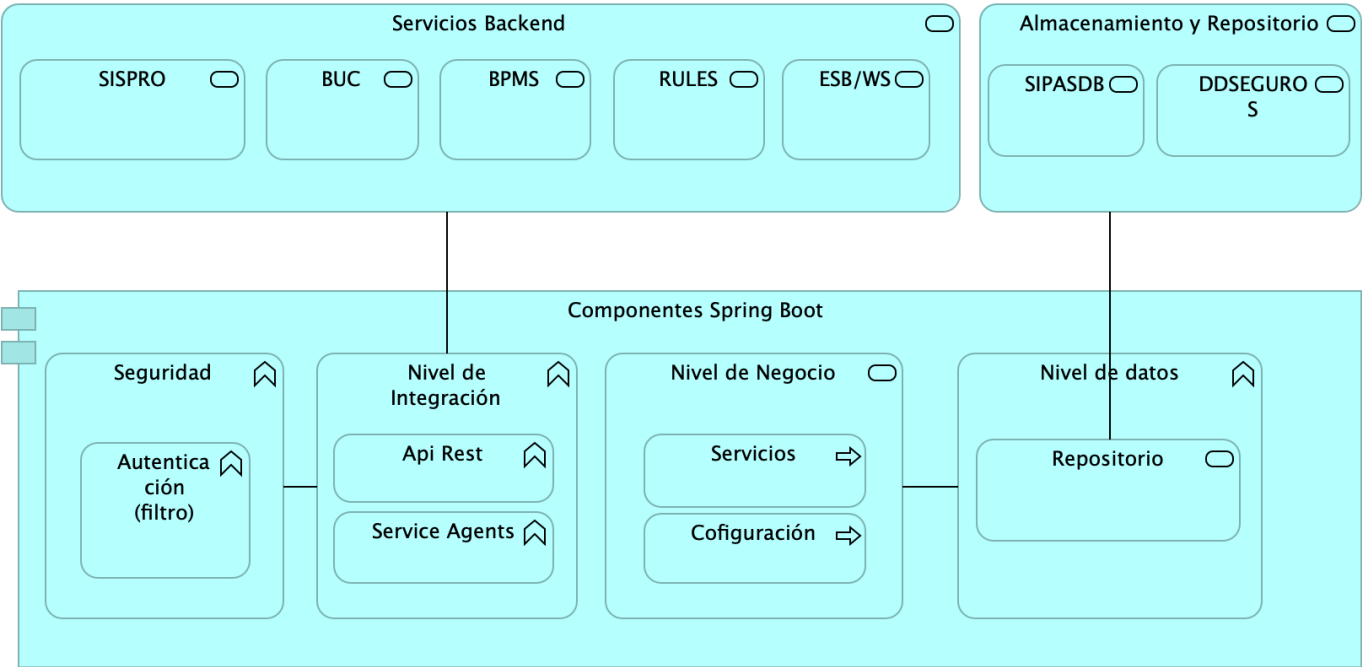 Servicios Backend
SISPRO
BUC
BPMS
RULES
ESB/WS
Almacenamiento y Repositorio
SIPASDB
DDSEGURO
S
Componentes Spring Boot
Seguridad
Autentica
ción
(filtro)
Nivel de
Integración
Api Rest
Service Agents
Nivel de Negocio
Servicios
Cofiguración
Nivel de datos
Repositorio